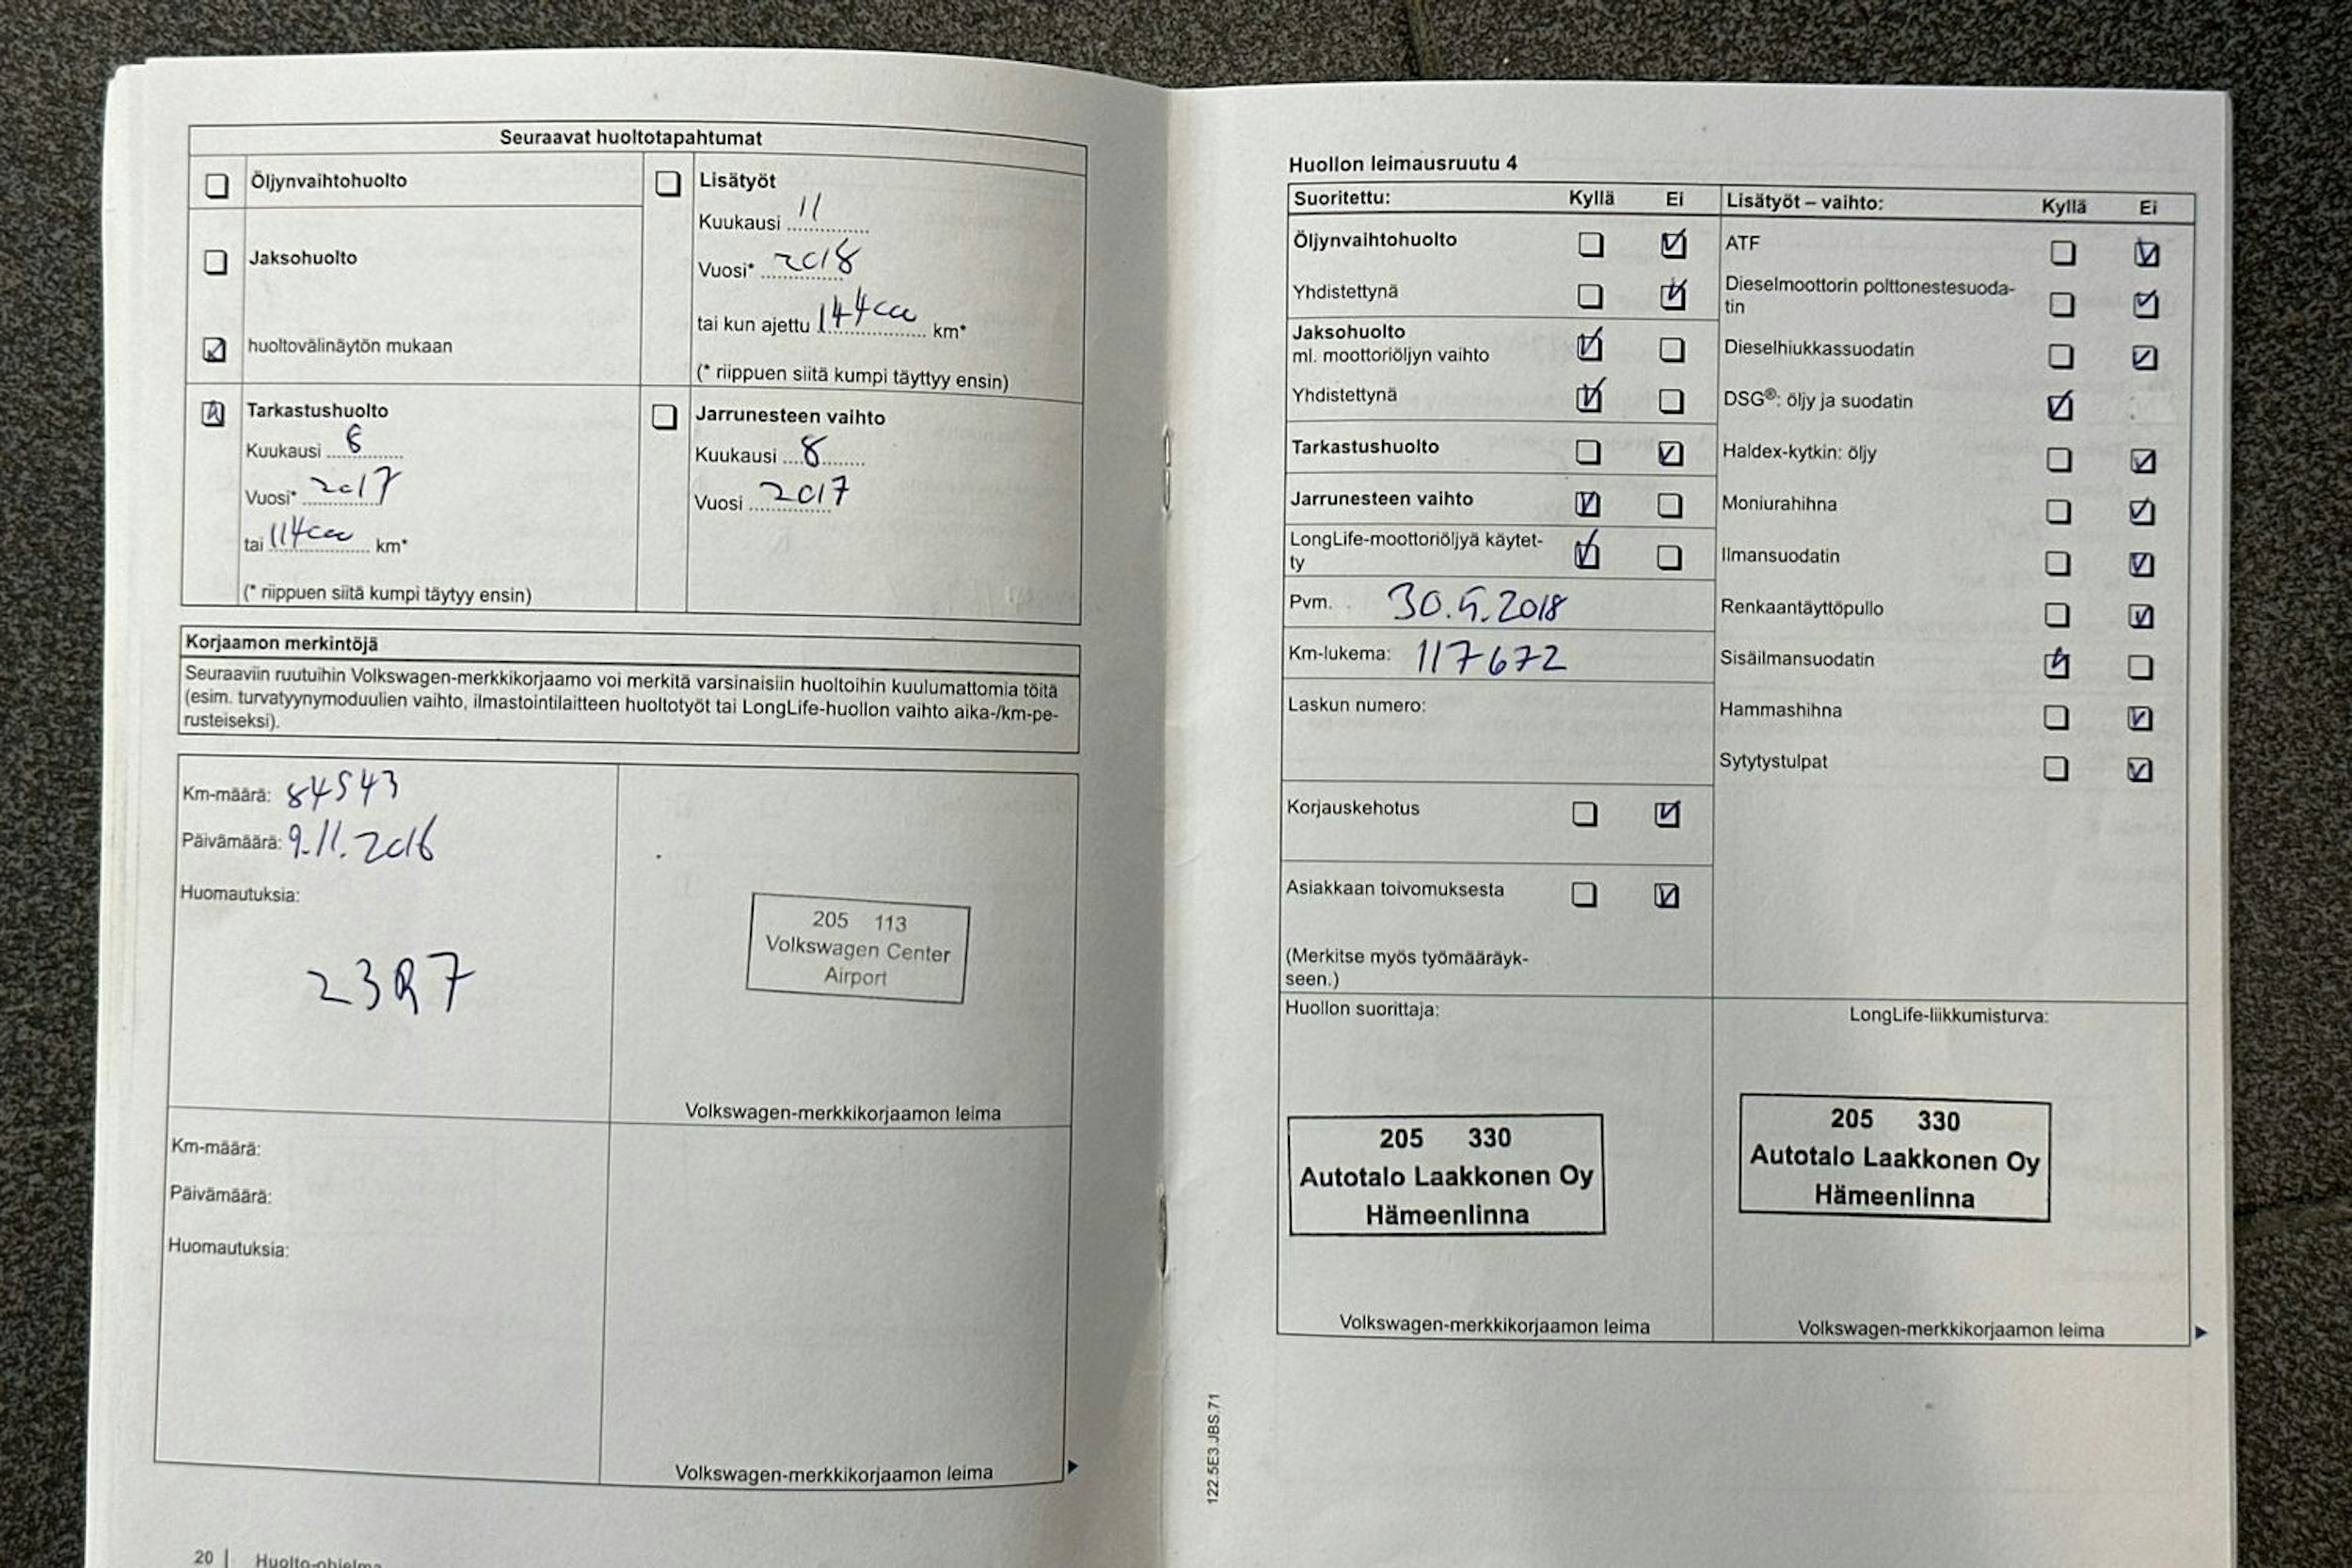 Seuraavat huoltotapahtumat
Öljynvaihtohuolto
Jaksohuolto
huoltovälinäytön mukaan
Lisätyöt
Kuukausi 11
Vuosi* 2018
tai kun ajettu 144000 km*
(* riippuen siitä kumpi täyttyy ensin)
Tarkastushuolto
Kuukausi 8
Vuosi* 2017
tai 114000 km*
(* riippuen siitä kumpi täytyy ensin)
Jarrunesteen vaihto
Kuukausi 8
Vuosi 2017
Korjaamon merkintöjä
Seuraaviin ruutuihin Volkswagen-merkkikorjaamo voi merkitä varsinaisiin huoltoihin kuulumattomia töitä
(esim. turvatyynymoduulien vaihto, ilmastointilaitteen huoltotyöt tai LongLife-huollon vaihto aika-/km-pe-
rusteiseksi).
Km-määrä: 84543
Päivämäärä: 9.11.2016
Huomautuksia:
23R7
205 113
Volkswagen Center
Airport
Volkswagen-merkkikorjaamon leima
Km-määrä:
Päivämäärä:
Huomautuksia:
Volkswagen-merkkikorjaamon leima
20 | Huolto-ohjelma
Huollon leimausruutu 4
Suoritettu: Kyllä Ei
Öljynvaihtohuolto
Yhdistettynä
Jaksohuolto
ml. moottoriöljyn vaihto
Yhdistettynä
Tarkastushuolto
Jarrunesteen vaihto
LongLife-moottoriöljyä käytet-
ty
Pvm. 30.5.2018
Km-lukema: 117672
Laskun numero:
Korjauskehotus
Asiakkaan toivomuksesta
(Merkitse myös työmääräyk-
seen.)
Lisätyöt – vaihto: Kyllä Ei
ATF
Dieselmoottorin polttonestesuoda-
tin
Dieselhiukkassuodatin
DSG®: öljy ja suodatin
Haldex-kytkin: öljy
Moniurahihna
Ilmansuodatin
Renkaantäyttöpullo
Sisäilmansuodatin
Hammashihna
Sytytystulpat
Huollon suorittaja:
205 330
Autotalo Laakkonen Oy
Hämeenlinna
Volkswagen-merkkikorjaamon leima
LongLife-liikkumisturva:
205 330
Autotalo Laakkonen Oy
Hämeenlinna
Volkswagen-merkkikorjaamon leima
122.5E3.JBS.71